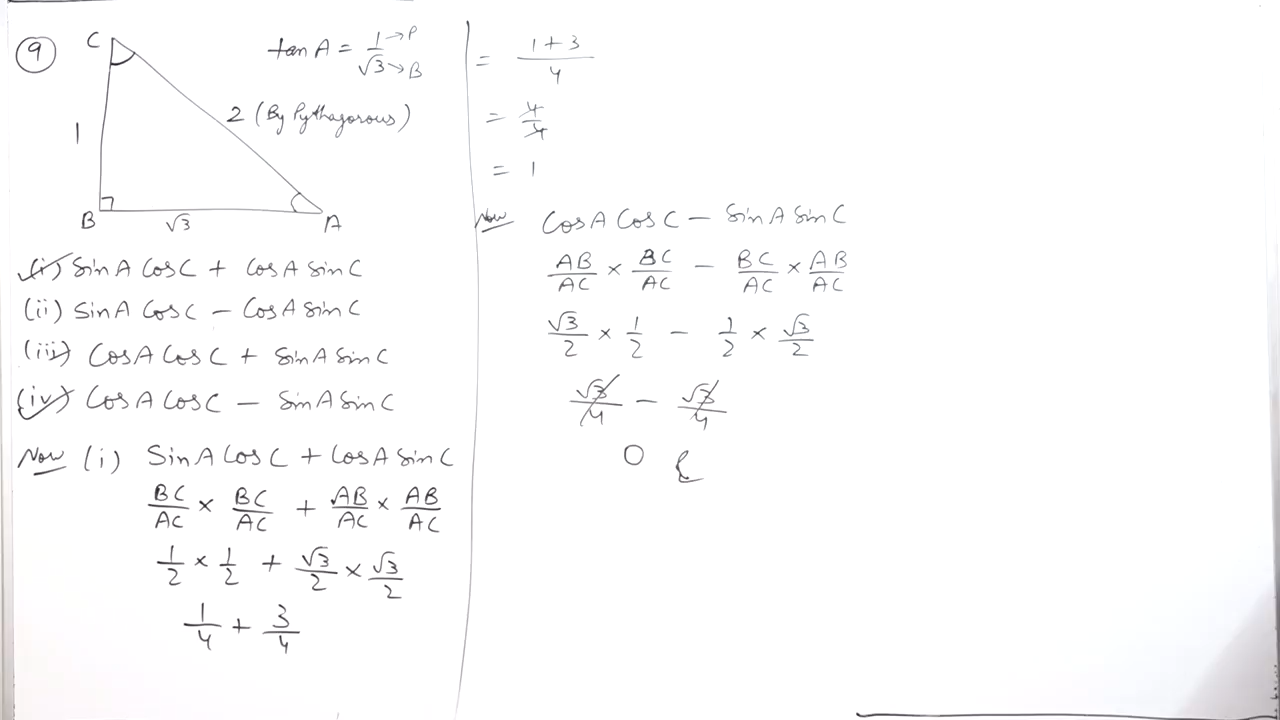 9
C
tan A = 1/√3 → P → B
1
2 (By Pythagorous)
B √3 A
(i) Sin A Cos C + Cos A Sin C
(ii) Sin A Cos C − Cos A Sin C
(iii) Cos A Cos C + Sin A Sin C
(iv) Cos A Cos C − Sin A Sin C
Now (i) Sin A Cos C + Cos A Sin C
BC/AC × BC/AC + AB/AC × AB/AC
1/2 × 1/2 + √3/2 × √3/2
1/4 + 3/4
= 1+3/4
= 4/4
= 1
Now Cos A Cos C − Sin A Sin C
AB/AC × BC/AC − BC/AC × AB/AC
√3/2 × 1/2 − 1/2 × √3/2
√3/4 − √3/4
0